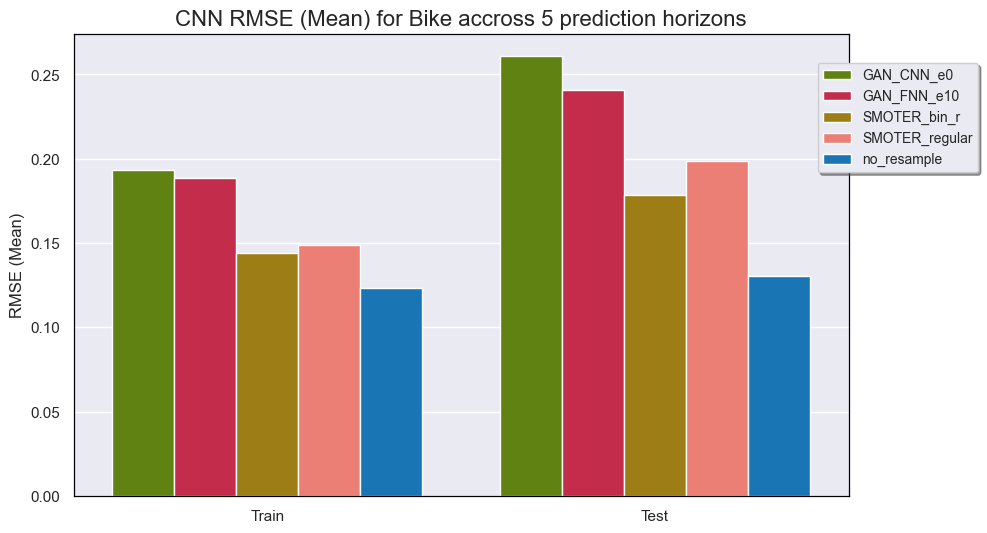 CNN RMSE (Mean) for Bike accross 5 prediction horizons
RMSE (Mean)
0.25
0.20
0.15
0.10
0.05
0.00
Train
Test
GAN_CNN_e0
GAN_FNN_e10
SMOTER_bin_r
SMOTER_regular
no_resample